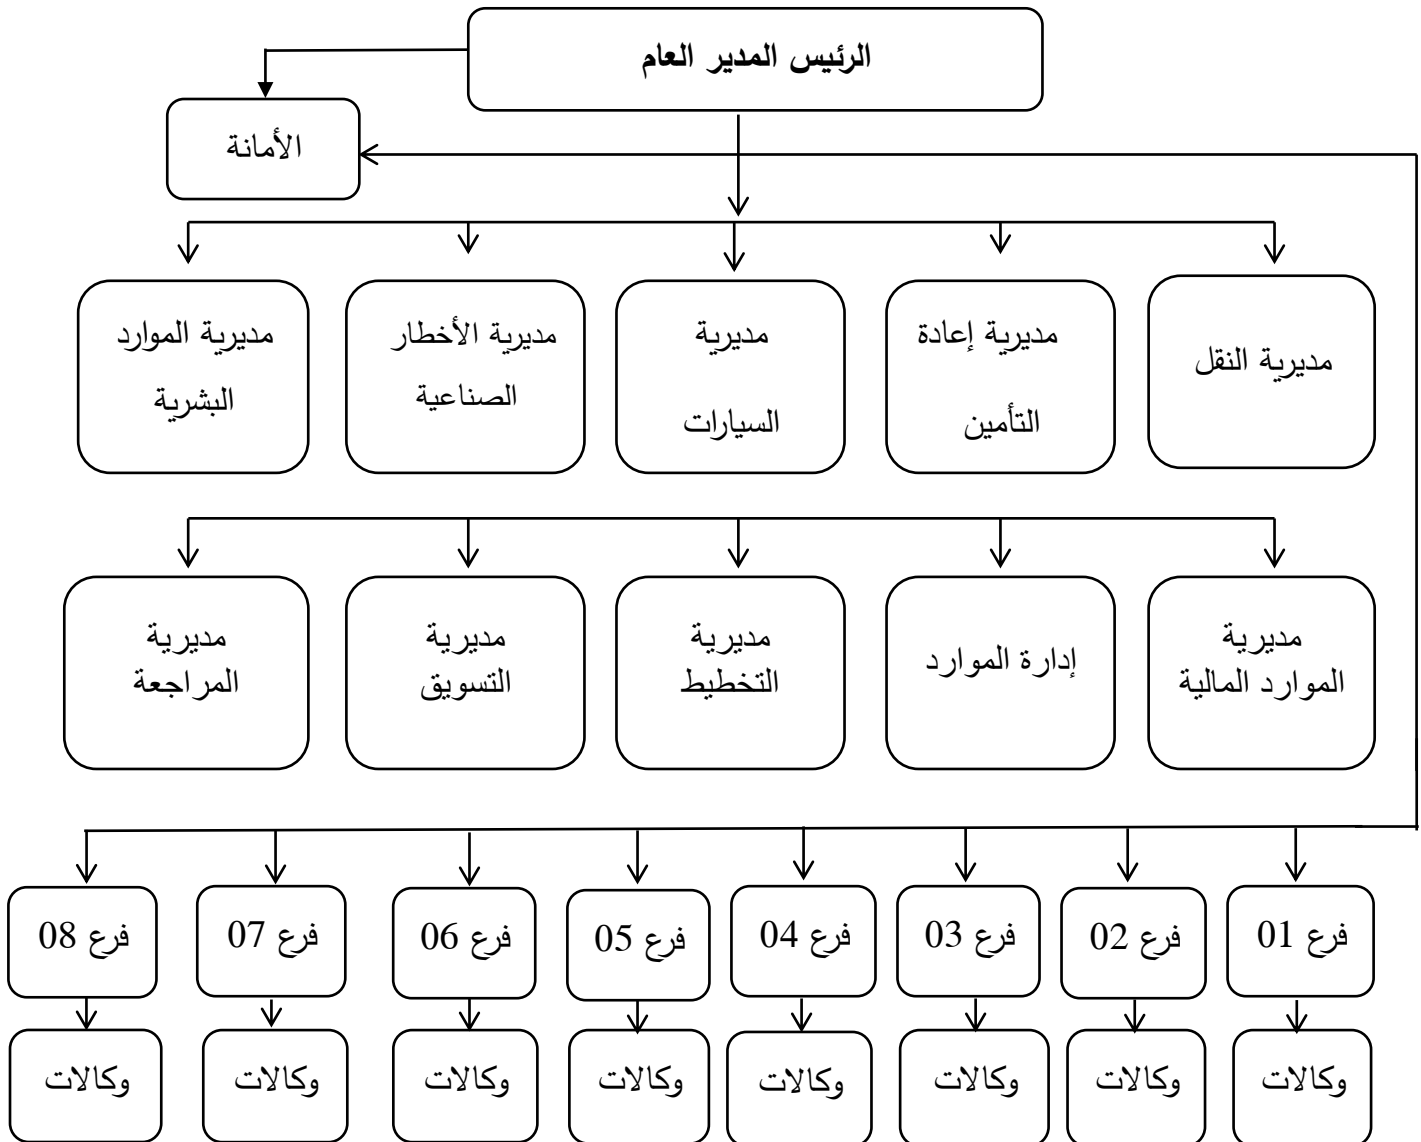 الرئيس المدير العام
الأمانة
مديرية النقل
مديرية إعادة
التأمين
مديرية
السيارات
مديرية الأخطار
الصناعية
مديرية الموارد
البشرية
مديرية
الموارد المالية
إدارة الموارد
مديرية
التخطيط
مديرية
التسويق
مديرية
المراجعة
فرع 01
فرع 02
فرع 03
فرع 04
فرع 05
فرع 06
فرع 07
فرع 08
وكالات
وكالات
وكالات
وكالات
وكالات
وكالات
وكالات
وكالات